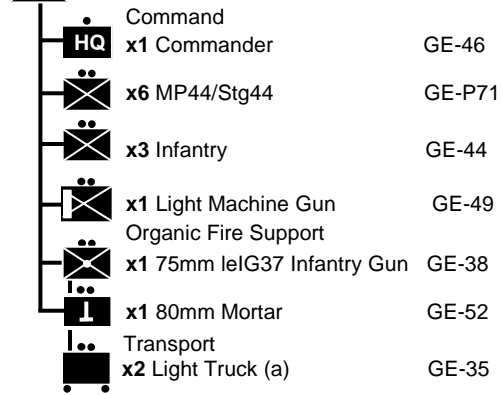 Command
HQ x1 Commander GE-46
x6 MP44/Stg44 GE-P71
x3 Infantry GE-44
x1 Light Machine Gun GE-49
Organic Fire Support
x1 75mm leIG37 Infantry Gun GE-38
x1 80mm Mortar GE-52
Transport
x2 Light Truck (a) GE-35